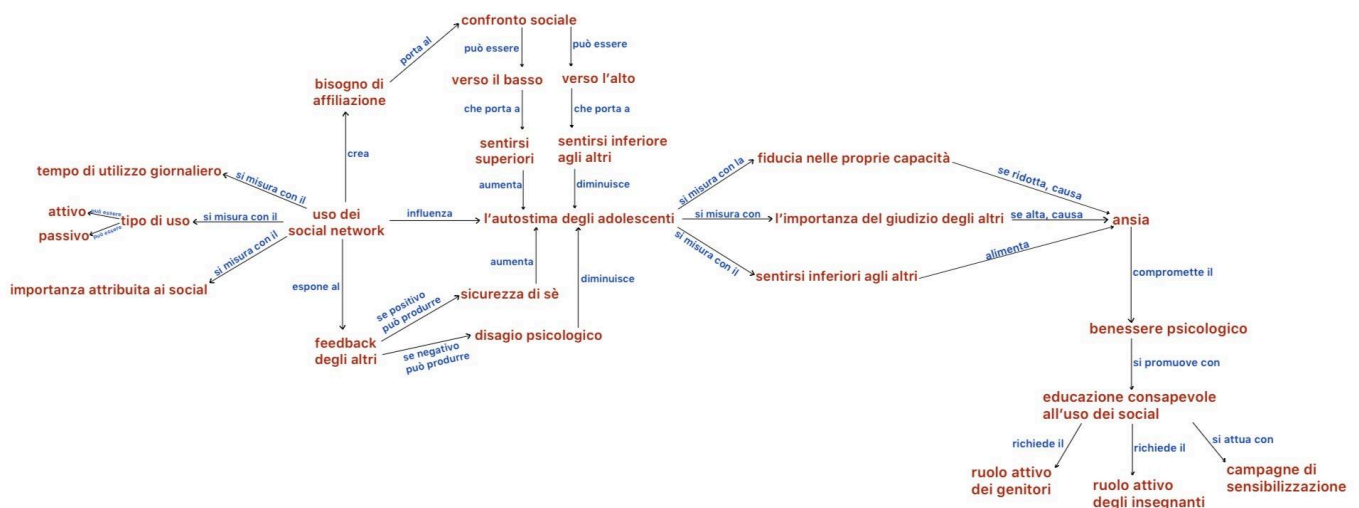 confronto sociale
porta al
può essere
può essere
bisogno di
affiliazione
verso il basso
verso l'alto
che porta a
che porta a
crea
sentirsi
superiori
sentirsi inferiore
agli altri
tempo di utilizzo giornaliero
si misura con il
aumenta
diminuisce
si misura con la
fiducia nelle proprie capacità
se ridotta, causa
attivo
può essere
tipo di uso
si misura con il
passivo
può essere
uso dei
social network
influenza
l'autostima degli adolescenti
si misura con
l'importanza del giudizio degli altri
se alta, causa
ansia
si misura con il
importanza attribuita ai social
si misura con il
sentirsi inferiori agli altri
alimenta
espone al
aumenta
diminuisce
compromette il
se positivo
può produrre
sicurezza di sè
feedback
degli altri
se negativo
può produrre
disagio psicologico
benessere psicologico
si promuove con
educazione consapevole
all'uso dei social
richiede il
richiede il
si attua con
ruolo attivo
dei genitori
ruolo attivo
degli insegnanti
campagne di
sensibilizzazione